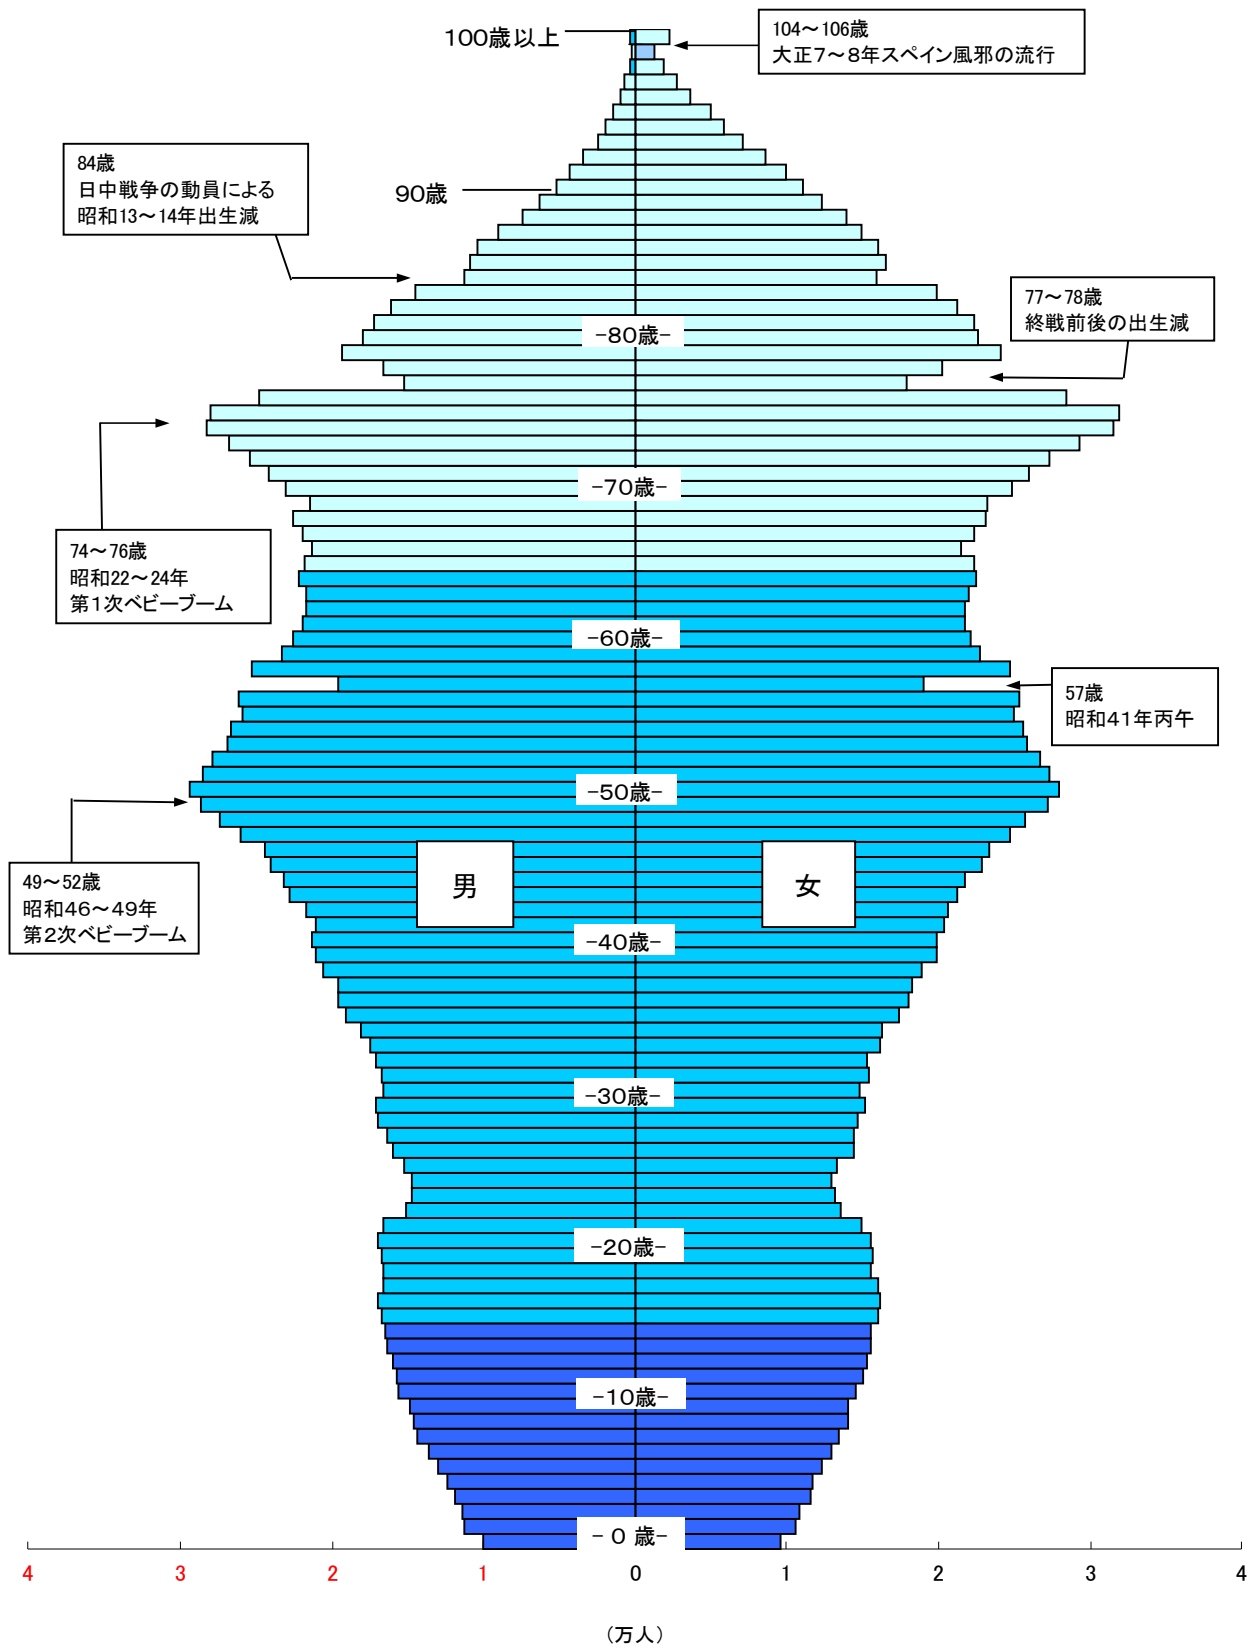 100歳以上
104～106歳
大正7～8年スペイン風邪の流行
84歳
日中戦争の動員による
昭和13～14年出生減
90歳
77～78歳
終戦前後の出生減
-80歳-
-70歳-
74～76歳
昭和22～24年
第1次ベビーブーム
-60歳-
57歳
昭和41年丙午
-50歳-
49～52歳
昭和46～49年
第2次ベビーブーム
男
女
-40歳-
-30歳-
-20歳-
-10歳-
- 0 歳-
4 3 2 1 0 1 2 3 4
（万人）